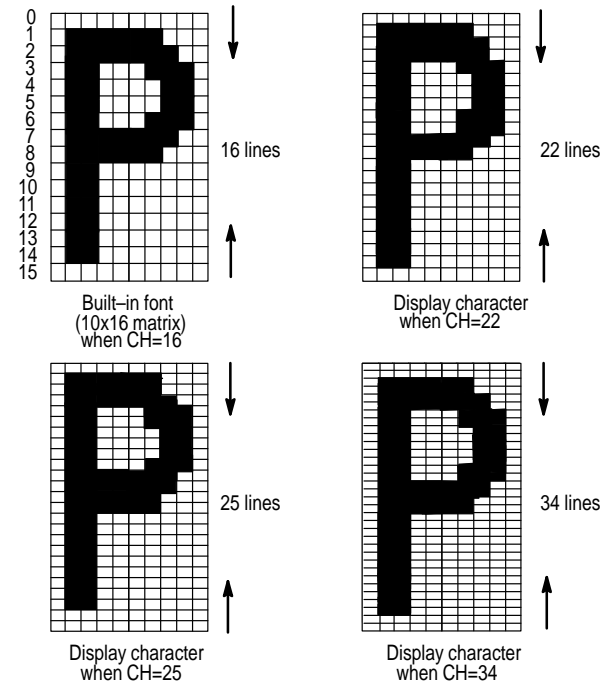 0
1
2
3
4
5
6
7
8
9
10
11
12
13
14
15
16 lines
Built–in font
(10x16 matrix)
when CH=16
22 lines
Display character
when CH=22
25 lines
Display character
when CH=25
34 lines
Display character
when CH=34